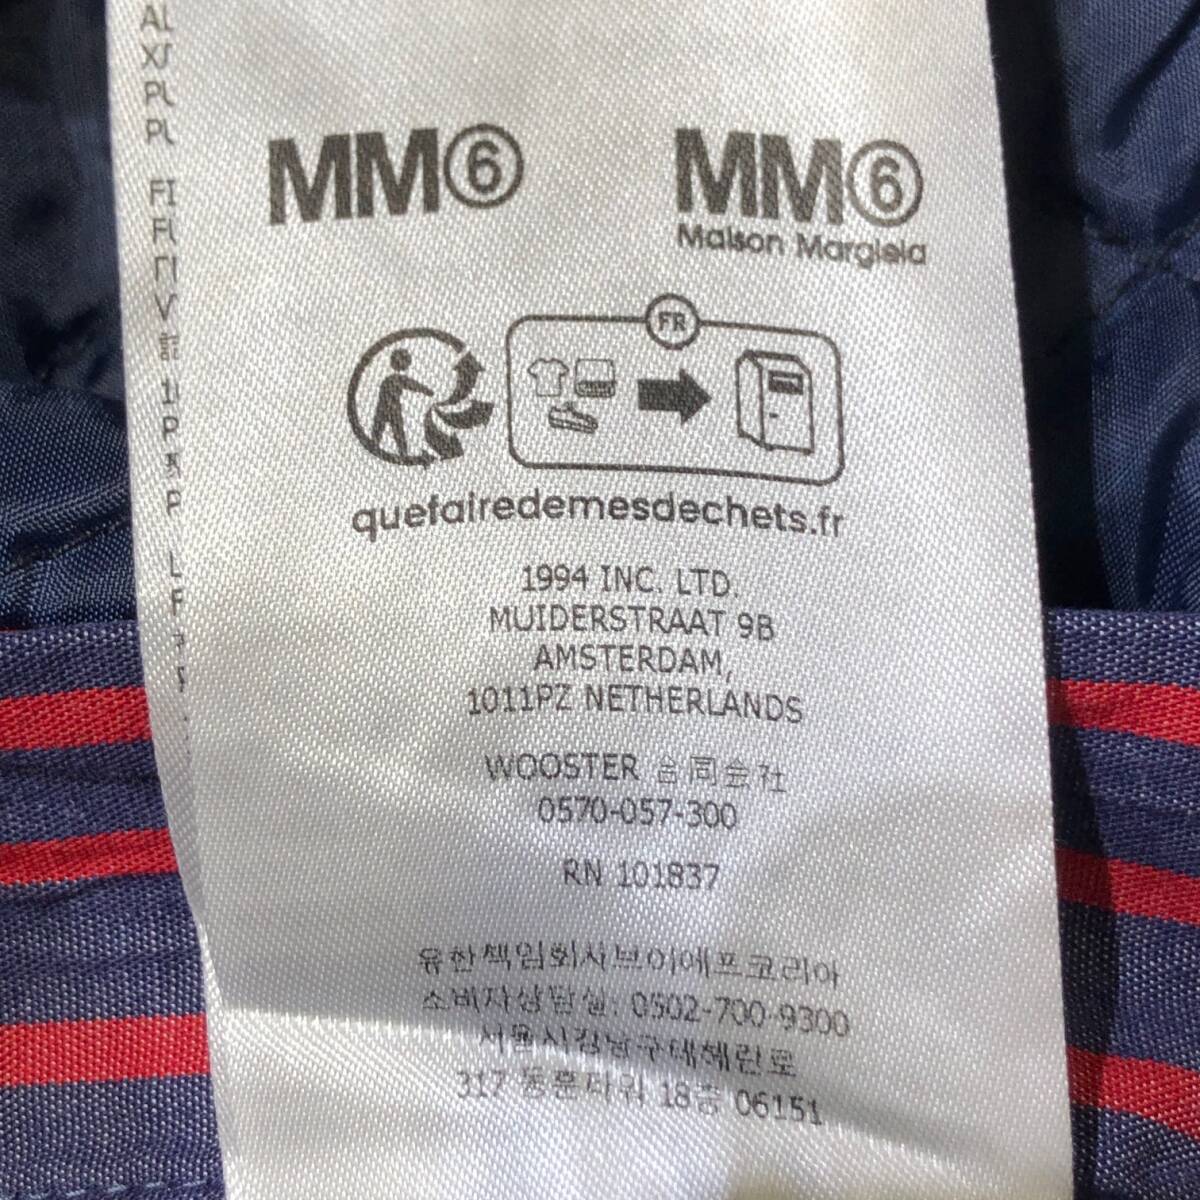 MM⑥
MM⑥
Maison Margiela
FR
quefairedemesdechets.fr
1994 INC. LTD.
MUIDERSTRAAT 9B
AMSTERDAM,
1011PZ NETHERLANDS
WOOSTER 合同会社
0570-057-300
RN 101837
유한책임회사브이에프코리아
소비자상담실: 0502-700-9300
서울시강남구테헤란로
317 동훈타워 18층 06151